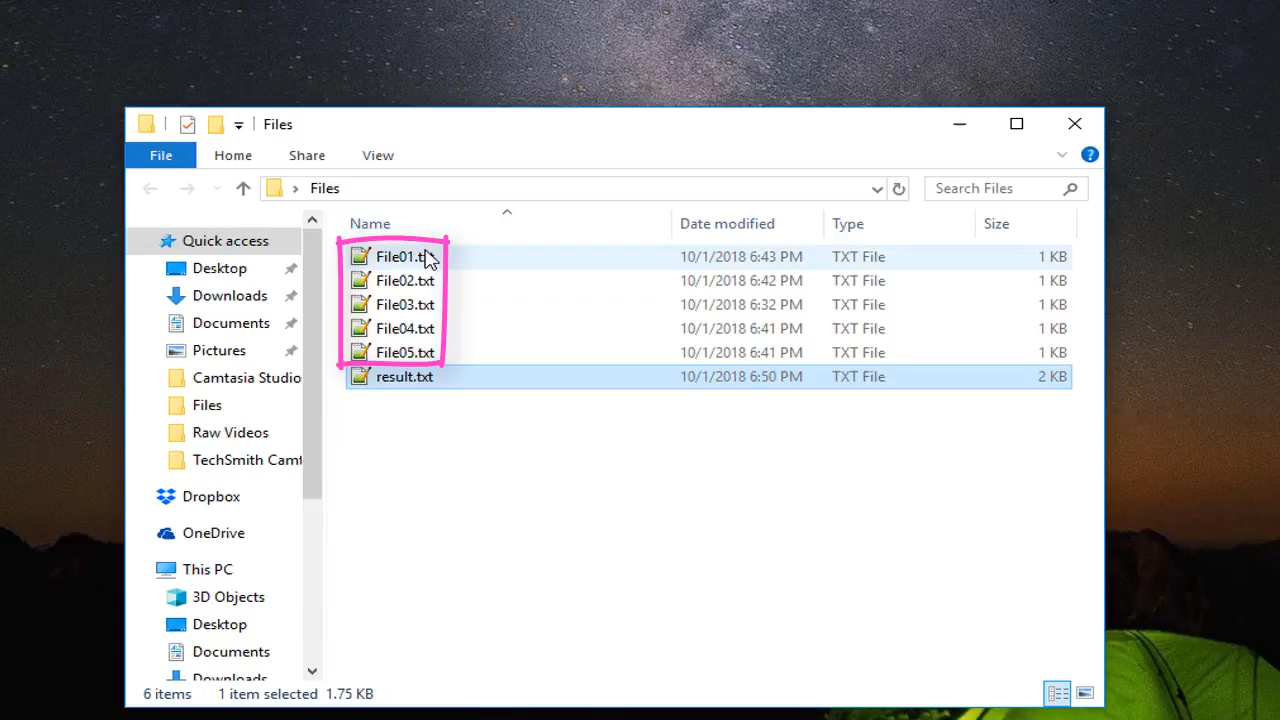 Files
File Home Share View
Files Search Files
Name Date modified Type Size
Quick access
Desktop
Downloads
Documents
Pictures
Camtasia Studio
Files
Raw Videos
TechSmith Camt
Dropbox
OneDrive
This PC
3D Objects
Desktop
Documents
Downloads
File01.t 10/1/2018 6:43 PM TXT File 1 KB
File02.txt 10/1/2018 6:42 PM TXT File 1 KB
File03.txt 10/1/2018 6:32 PM TXT File 1 KB
File04.txt 10/1/2018 6:41 PM TXT File 1 KB
File05.txt 10/1/2018 6:41 PM TXT File 1 KB
result.txt 10/1/2018 6:50 PM TXT File 2 KB
6 items 1 item selected 1.75 KB